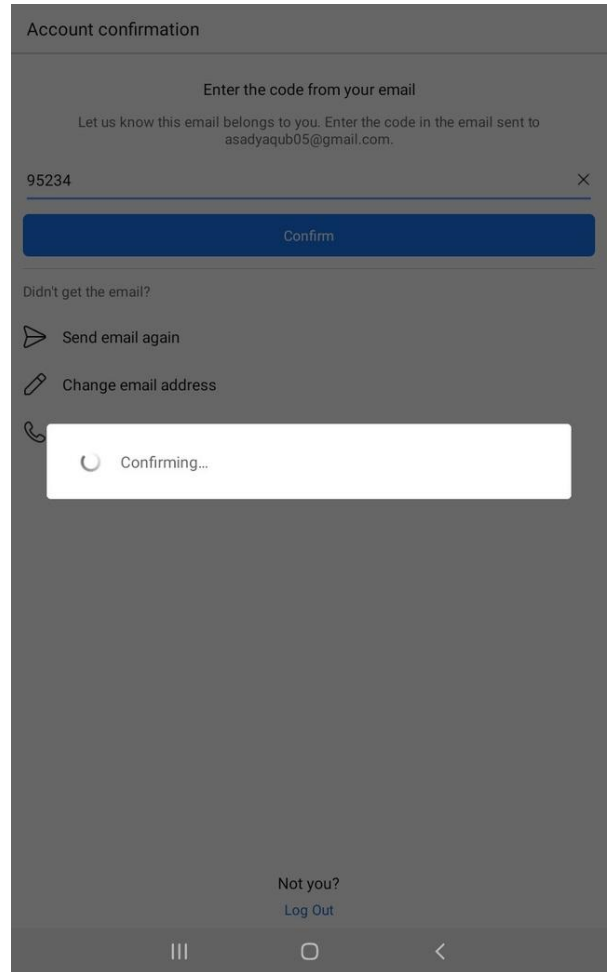 Account confirmation
Enter the code from your email
Let us know this email belongs to you. Enter the code in the email sent to
asadyaqub05@gmail.com.
95234
Confirm
Didn't get the email?
Send email again
Change email address
Confirming...
Not you?
Log Out